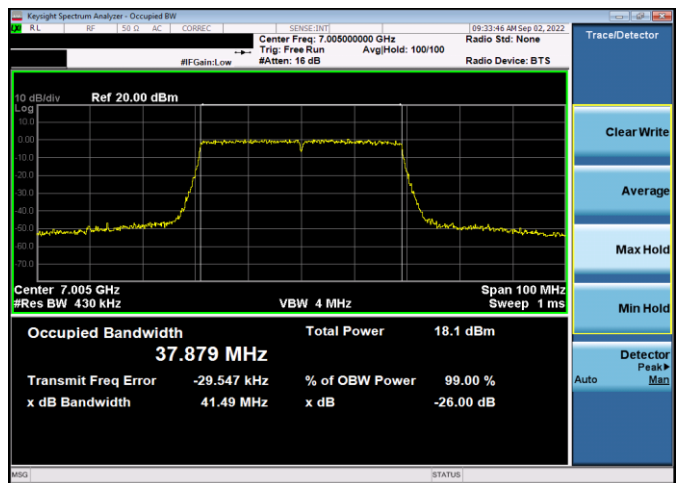 Keysight Spectrum Analyzer - Occupied BW
RL RF 50 Ω AC CORREC SENSE:INT 09:33:46 AM Sep 02, 2022
Center Freq: 7.005000000 GHz Radio Std: None
Trig: Free Run Avg|Hold: 100/100
#IFGain:Low #Atten: 16 dB Radio Device: BTS
Trace/Detector
10 dB/div Ref 20.00 dBm
Log
10.0
0.00
-10.0
-20.0
-30.0
-40.0
-50.0
-60.0
-70.0
Center 7.005 GHz Span 100 MHz
#Res BW 430 kHz VBW 4 MHz Sweep 1 ms
Occupied Bandwidth Total Power 18.1 dBm
37.879 MHz
Transmit Freq Error -29.547 kHz % of OBW Power 99.00 %
x dB Bandwidth 41.49 MHz x dB -26.00 dB
Clear Write
Average
Max Hold
Min Hold
Detector
Peak▶
Auto Man
MSG STATUS